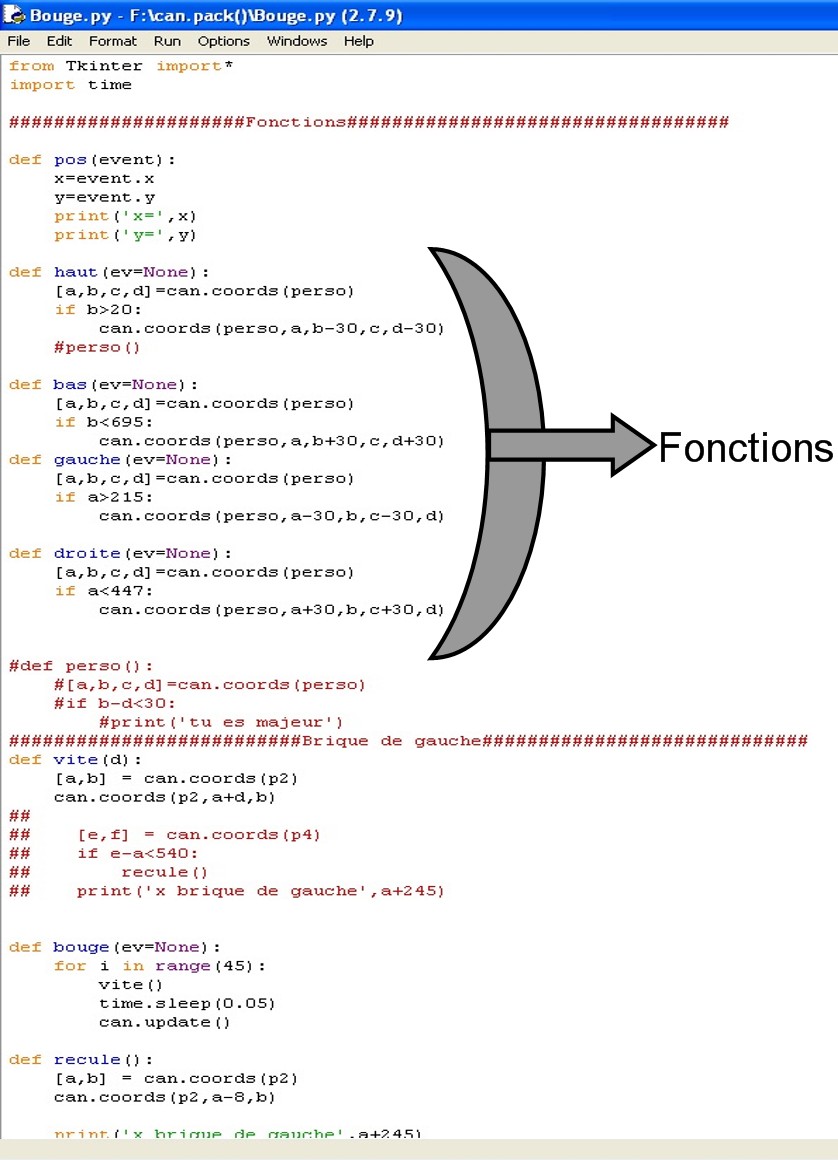 Bouge.py - F:\can.pack()\Bouge.py (2.7.9)
File Edit Format Run Options Windows Help
from Tkinter import*
import time
#####################Fonctions##################################
def pos(event):
    x=event.x
    y=event.y
    print('x=',x)
    print('y=',y)
def haut(ev=None):
    [a,b,c,d]=can.coords(perso)
    if b>20:
        can.coords(perso,a,b-30,c,d-30)
    #perso()
def bas(ev=None):
    [a,b,c,d]=can.coords(perso)
    if b<695:
        can.coords(perso,a,b+30,c,d+30)
def gauche(ev=None):
    [a,b,c,d]=can.coords(perso)
    if a>215:
        can.coords(perso,a-30,b,c-30,d)
def droite(ev=None):
    [a,b,c,d]=can.coords(perso)
    if a<447:
        can.coords(perso,a+30,b,c+30,d)
Fonctions
#def perso():
    #[a,b,c,d]=can.coords(perso)
    #if b-d<30:
        #print('tu es majeur')
##########################Brique de gauche#############################
def vite(d):
    [a,b] = can.coords(p2)
    can.coords(p2,a+d,b)
##
##    [e,f] = can.coords(p4)
##    if e-a<540:
##        recule()
##    print('x brique de gauche',a+245)
def bouge(ev=None):
    for i in range(45):
        vite()
        time.sleep(0.05)
        can.update()
def recule():
    [a,b] = can.coords(p2)
    can.coords(p2,a-8,b)
    print('x brique de gauche',a+245)